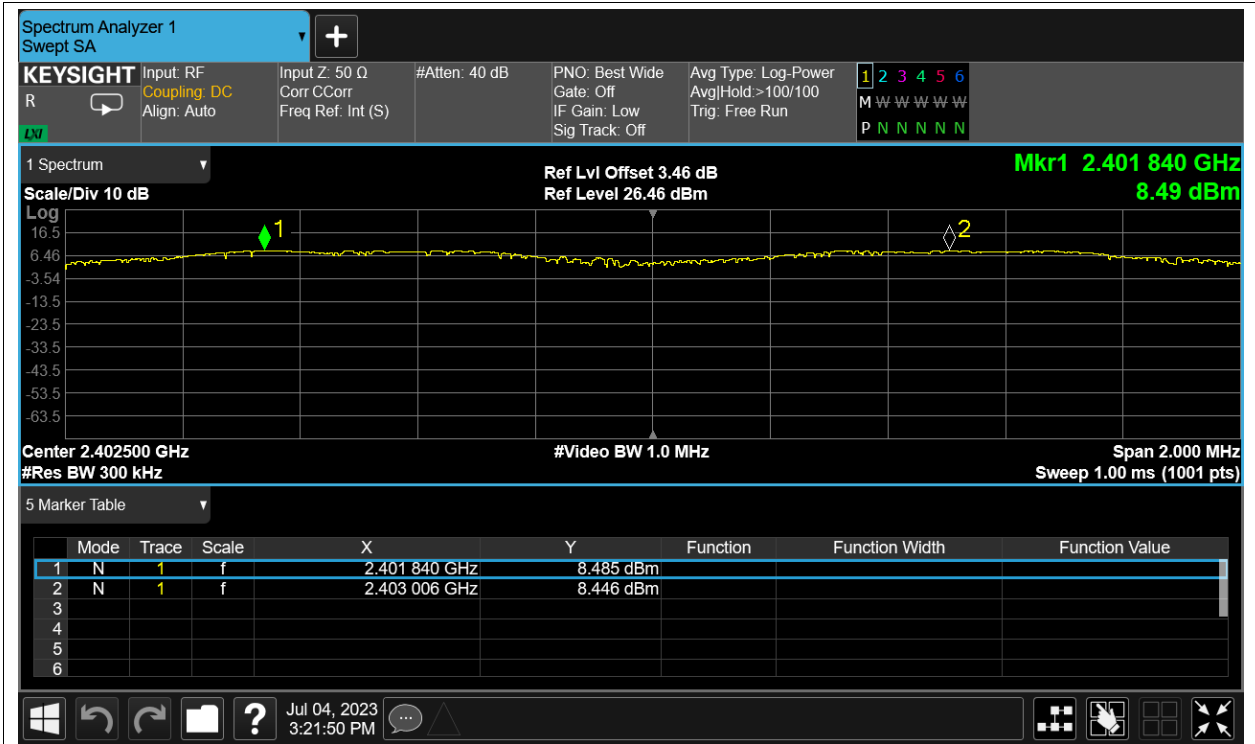 Spectrum Analyzer 1
Swept SA
+
KEYSIGHT
R
LXI
Input: RF
Coupling: DC
Align: Auto
Input Z: 50 Ω
Corr CCorr
Freq Ref: Int (S)
#Atten: 40 dB
PNO: Best Wide
Gate: Off
IF Gain: Low
Sig Track: Off
Avg Type: Log-Power
Avg|Hold:>100/100
Trig: Free Run
1 2 3 4 5 6
M W W W W W
P N N N N N
1 Spectrum
Scale/Div 10 dB
Ref Lvl Offset 3.46 dB
Ref Level 26.46 dBm
Mkr1 2.401 840 GHz
8.49 dBm
Log
16.5
6.46
-3.54
-13.5
-23.5
-33.5
-43.5
-53.5
-63.5
1
2
Center 2.402500 GHz
#Video BW 1.0 MHz
Span 2.000 MHz
#Res BW 300 kHz
Sweep 1.00 ms (1001 pts)
5 Marker Table
Mode Trace Scale X Y Function Function Width Function Value
1 N 1 f 2.401 840 GHz 8.485 dBm
2 N 1 f 2.403 006 GHz 8.446 dBm
3
4
5
6
?
Jul 04, 2023
3:21:50 PM